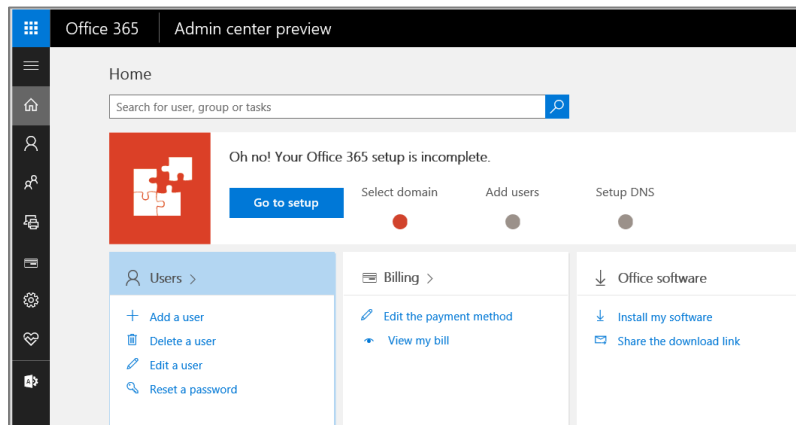 Office 365 Admin center preview
Home
Search for user, group or tasks
Oh no! Your Office 365 setup is incomplete.
Go to setup
Select domain
Add users
Setup DNS
Users >
Add a user
Delete a user
Edit a user
Reset a password
Billing >
Edit the payment method
View my bill
Office software
Install my software
Share the download link